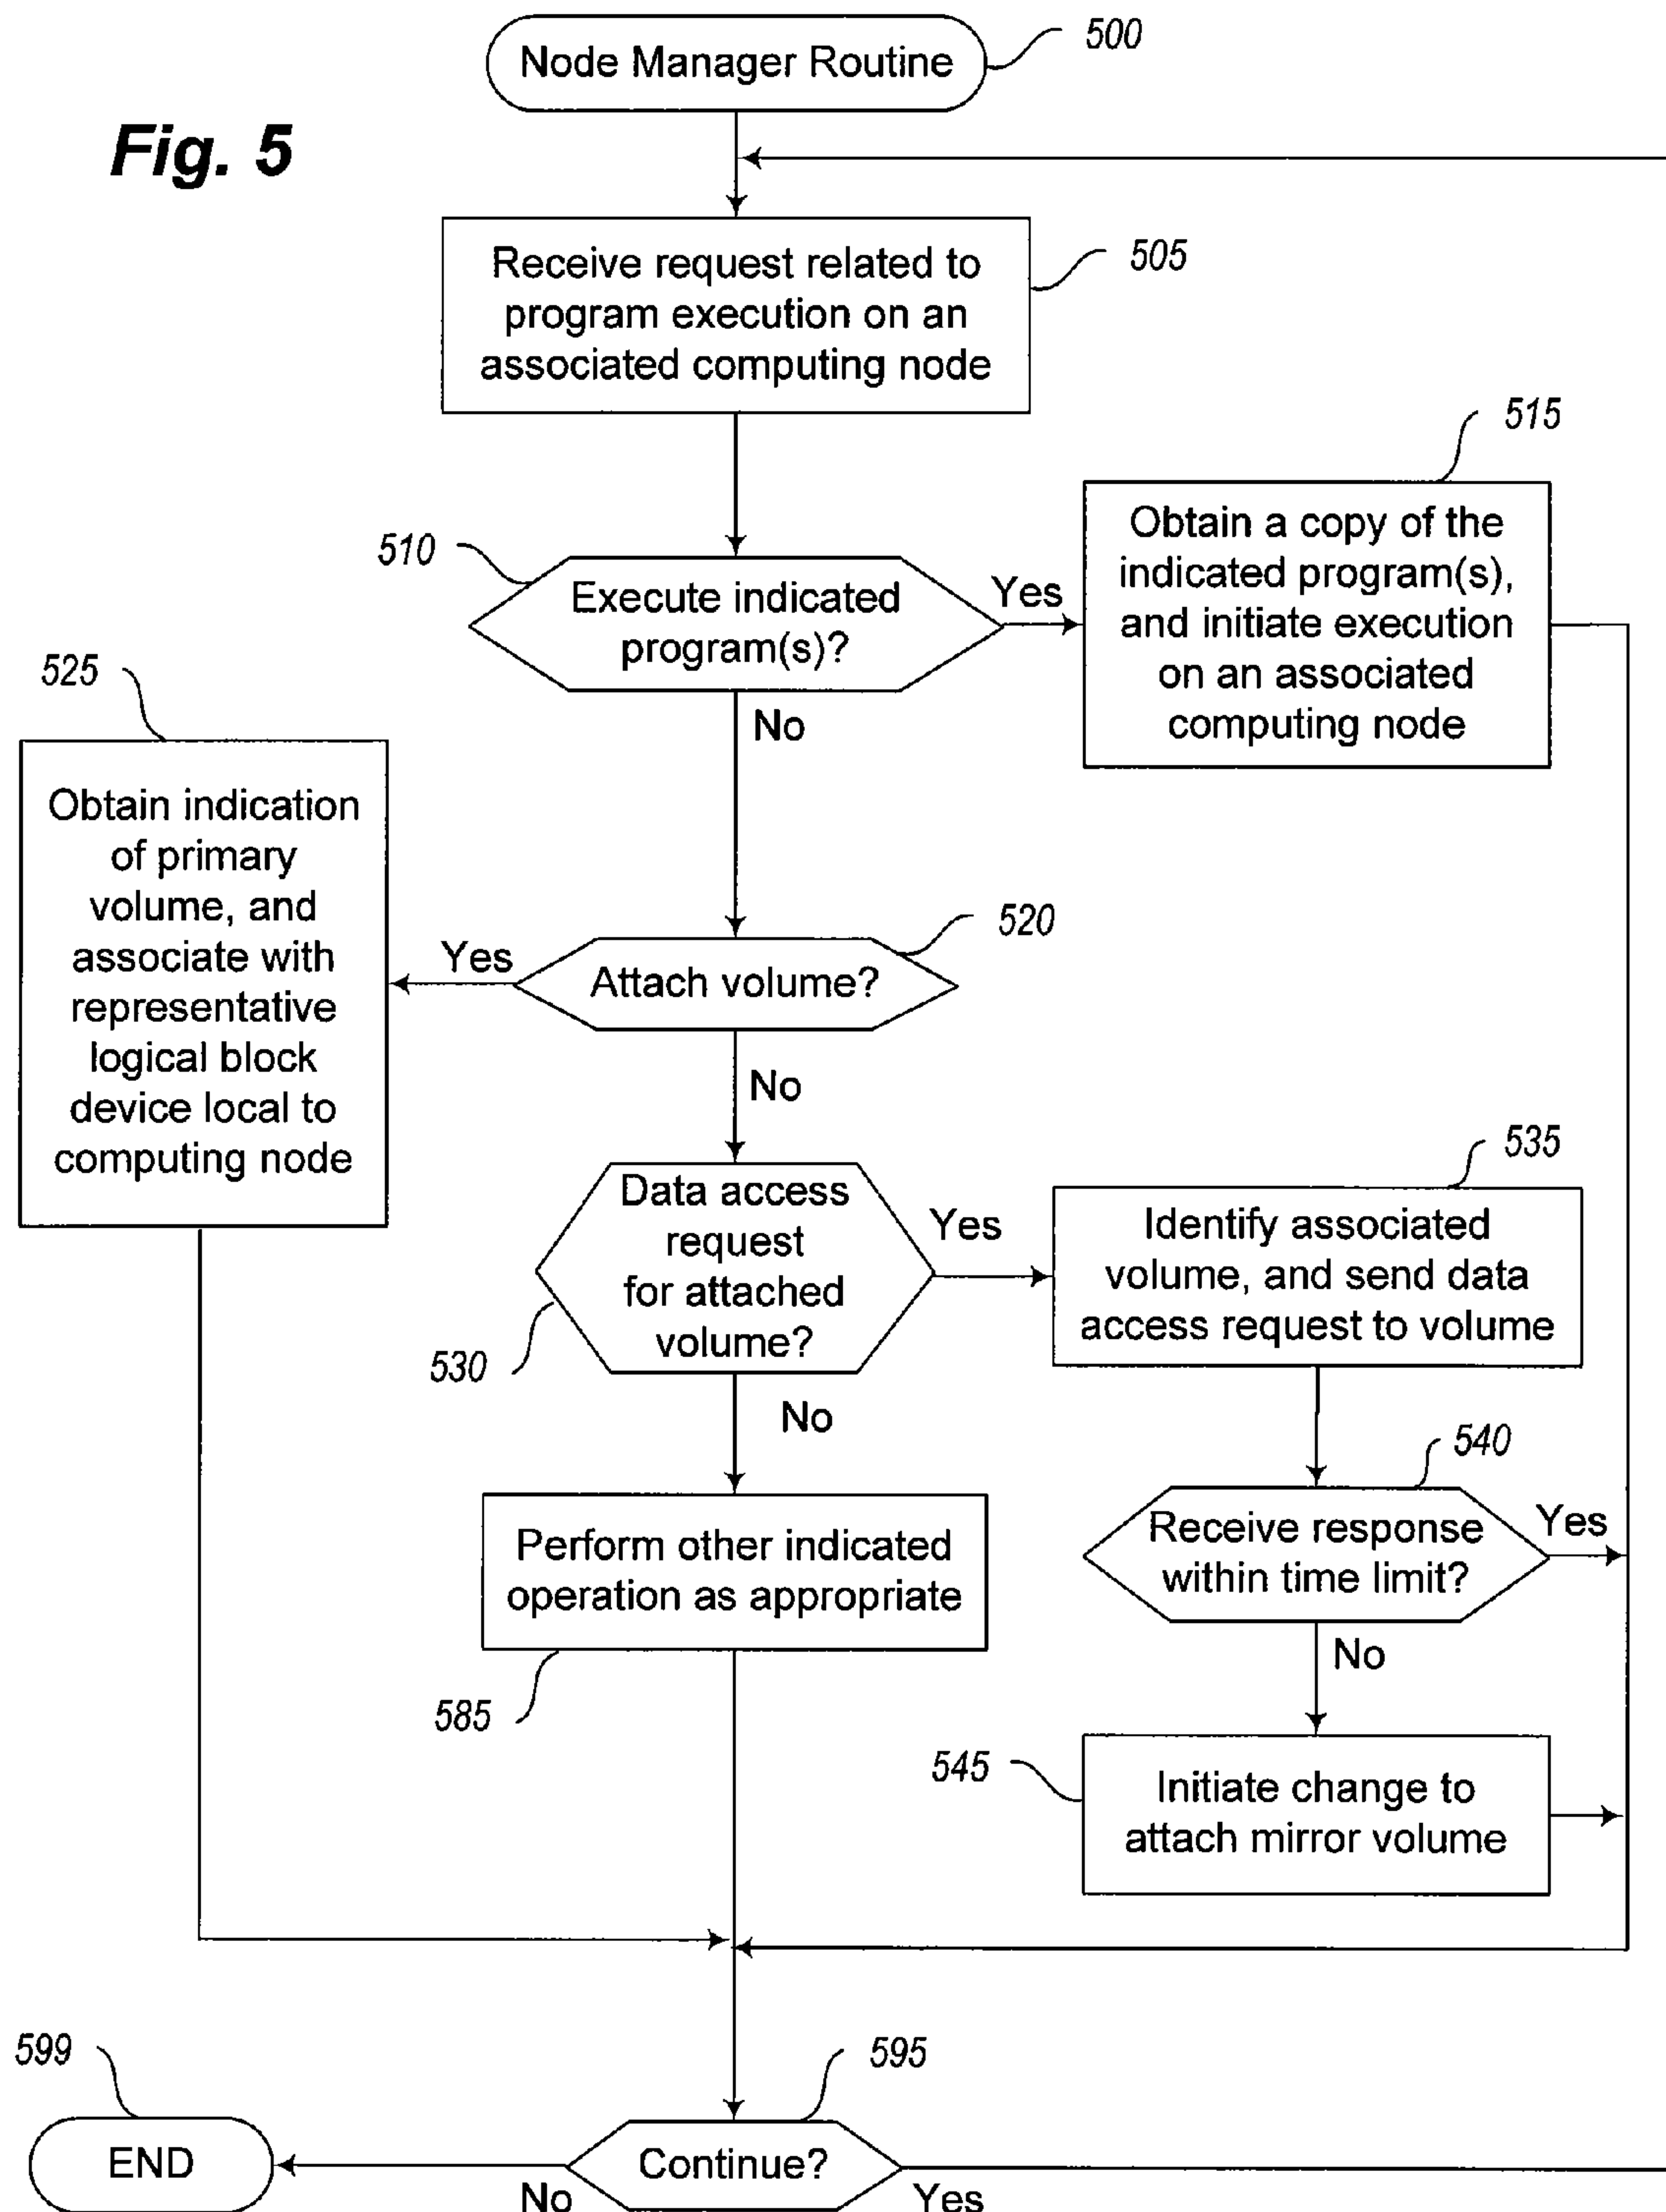 Node Manager Routine
500
Fig. 5
Receive request related to
program execution on an
associated computing node
505
515
Obtain a copy of the
indicated program(s),
and initiate execution
on an associated
computing node
510
Execute indicated
program(s)?
Yes
No
525
Obtain indication
of primary
volume, and
associate with
representative
logical block
device local to
computing node
520
Attach volume?
Yes
No
530
Data access
request
for attached
volume?
Yes
No
535
Identify associated
volume, and send data
access request to volume
540
Receive response
within time limit?
Yes
No
Perform other indicated
operation as appropriate
585
545
Initiate change to
attach mirror volume
599
END
595
Continue?
No
Yes